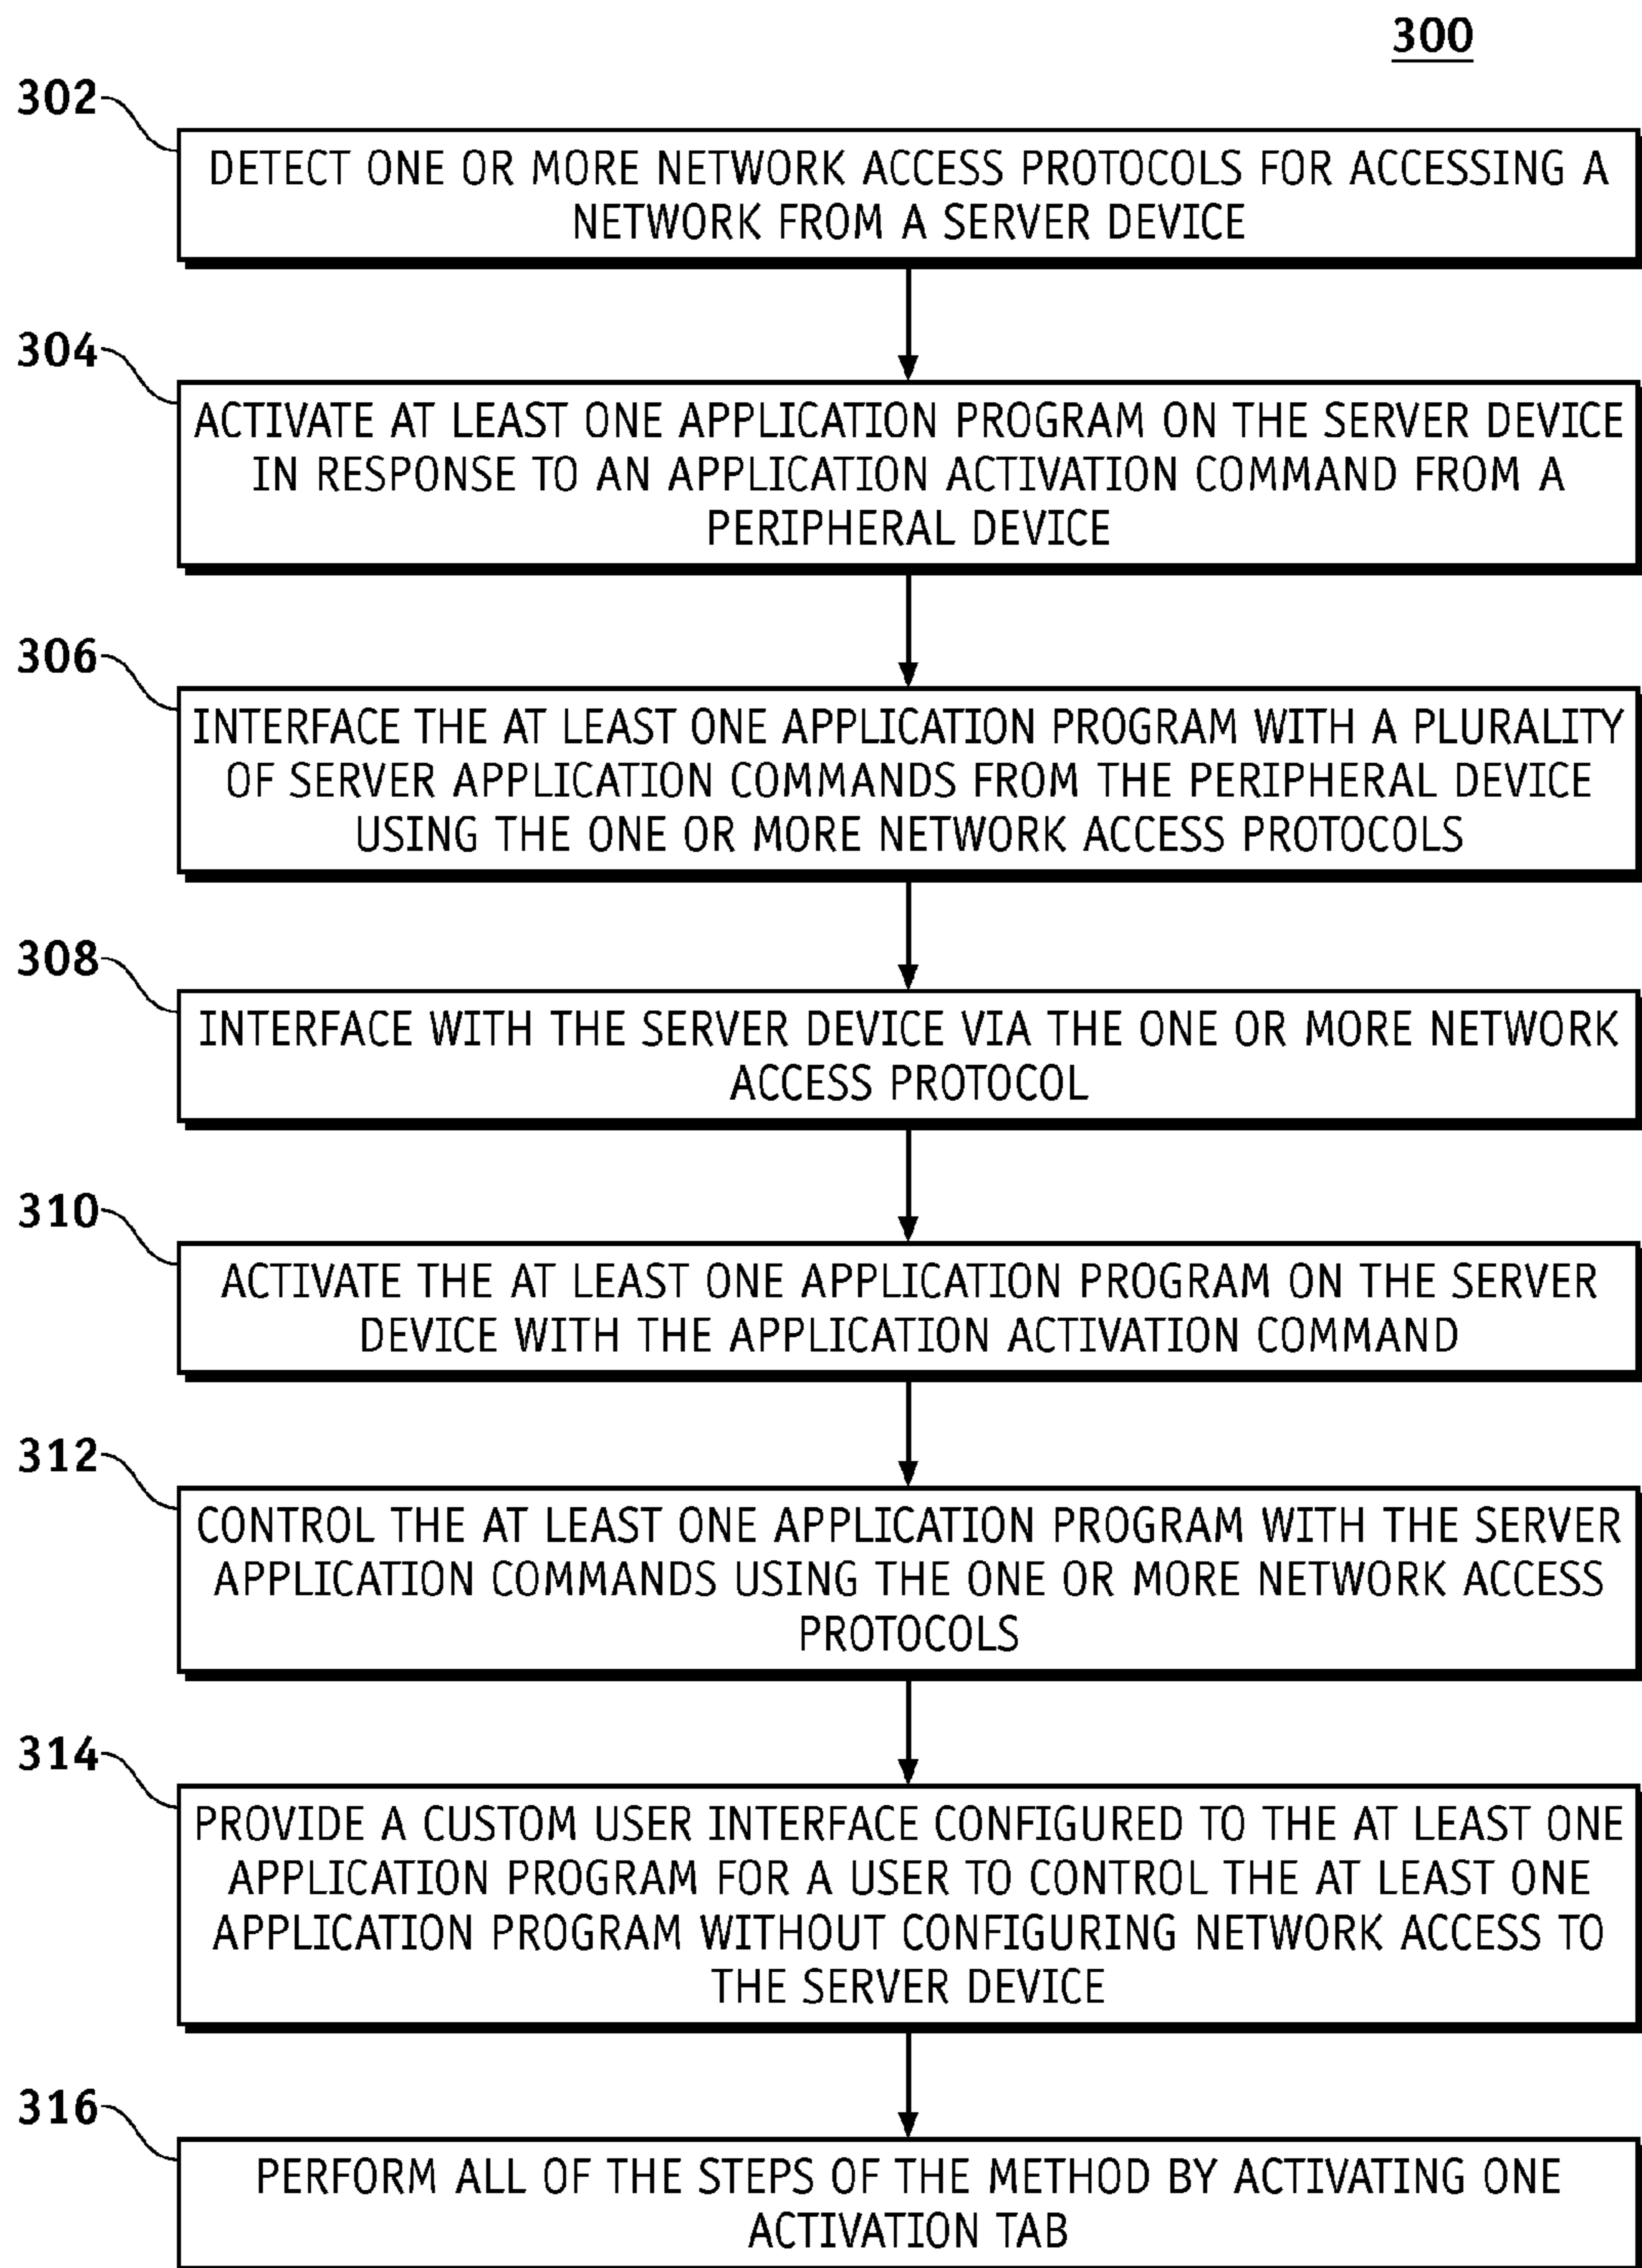 300
302
DETECT ONE OR MORE NETWORK ACCESS PROTOCOLS FOR ACCESSING A
NETWORK FROM A SERVER DEVICE
304
ACTIVATE AT LEAST ONE APPLICATION PROGRAM ON THE SERVER DEVICE
IN RESPONSE TO AN APPLICATION ACTIVATION COMMAND FROM A
PERIPHERAL DEVICE
306
INTERFACE THE AT LEAST ONE APPLICATION PROGRAM WITH A PLURALITY
OF SERVER APPLICATION COMMANDS FROM THE PERIPHERAL DEVICE
USING THE ONE OR MORE NETWORK ACCESS PROTOCOLS
308
INTERFACE WITH THE SERVER DEVICE VIA THE ONE OR MORE NETWORK
ACCESS PROTOCOL
310
ACTIVATE THE AT LEAST ONE APPLICATION PROGRAM ON THE SERVER
DEVICE WITH THE APPLICATION ACTIVATION COMMAND
312
CONTROL THE AT LEAST ONE APPLICATION PROGRAM WITH THE SERVER
APPLICATION COMMANDS USING THE ONE OR MORE NETWORK ACCESS
PROTOCOLS
314
PROVIDE A CUSTOM USER INTERFACE CONFIGURED TO THE AT LEAST ONE
APPLICATION PROGRAM FOR A USER TO CONTROL THE AT LEAST ONE
APPLICATION PROGRAM WITHOUT CONFIGURING NETWORK ACCESS TO
THE SERVER DEVICE
316
PERFORM ALL OF THE STEPS OF THE METHOD BY ACTIVATING ONE
ACTIVATION TAB